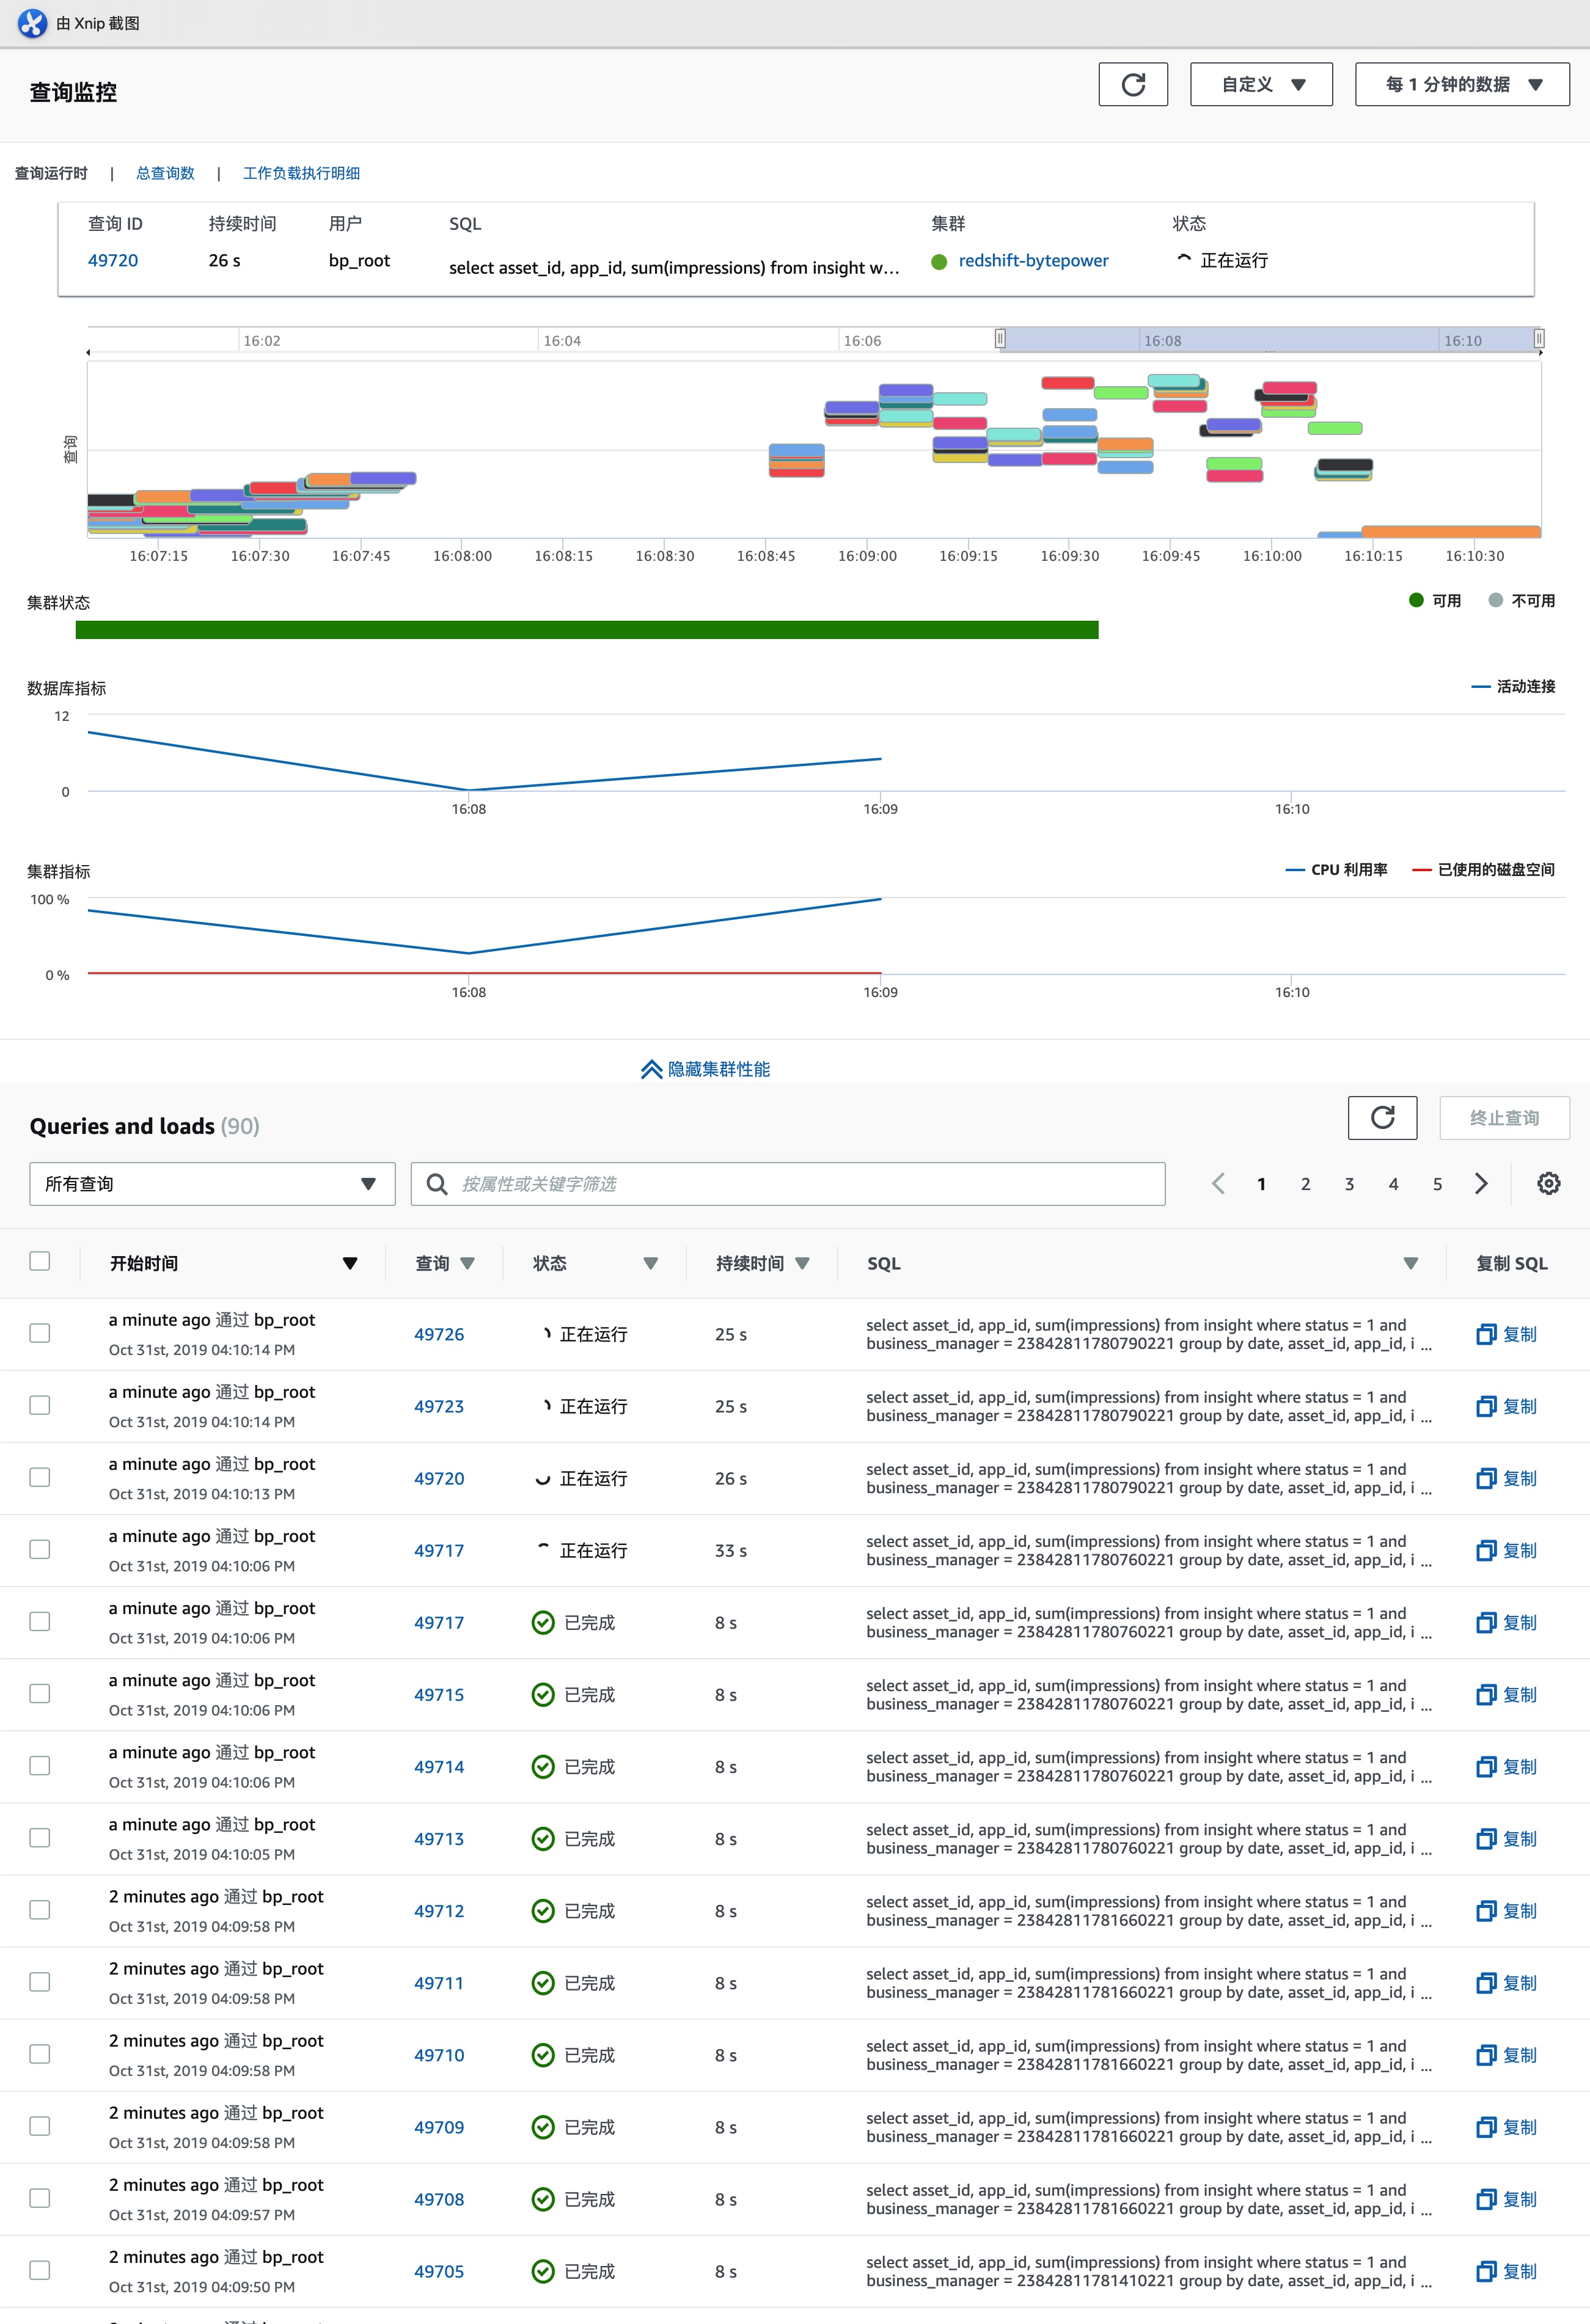 由 Xnip 截图
查询监控
自定义
每 1 分钟的数据
查询运行时 | 总查询数 | 工作负载执行明细
查询 ID 持续时间 用户 SQL 集群 状态
49720 26 s bp_root select asset_id, app_id, sum(impressions) from insight w... redshift-bytepower 正在运行
16:02 16:04 16:06 16:08 16:10
查询
16:07:15 16:07:30 16:07:45 16:08:00 16:08:15 16:08:30 16:08:45 16:09:00 16:09:15 16:09:30 16:09:45 16:10:00 16:10:15 16:10:30
集群状态 可用 不可用
数据库指标 活动连接
12
0
16:08 16:09 16:10
集群指标 CPU 利用率 已使用的磁盘空间
100 %
0 %
16:08 16:09 16:10
隐藏集群性能
Queries and loads (90)
终止查询
所有查询 按属性或关键字筛选 1 2 3 4 5
开始时间 查询 状态 持续时间 SQL 复制 SQL
a minute ago 通过 bp_root
Oct 31st, 2019 04:10:14 PM
49726 正在运行 25 s
select asset_id, app_id, sum(impressions) from insight where status = 1 and
business_manager = 23842811780790221 group by date, asset_id, app_id, i ...
复制
a minute ago 通过 bp_root
Oct 31st, 2019 04:10:14 PM
49723 正在运行 25 s
select asset_id, app_id, sum(impressions) from insight where status = 1 and
business_manager = 23842811780790221 group by date, asset_id, app_id, i ...
复制
a minute ago 通过 bp_root
Oct 31st, 2019 04:10:13 PM
49720 正在运行 26 s
select asset_id, app_id, sum(impressions) from insight where status = 1 and
business_manager = 23842811780790221 group by date, asset_id, app_id, i ...
复制
a minute ago 通过 bp_root
Oct 31st, 2019 04:10:06 PM
49717 正在运行 33 s
select asset_id, app_id, sum(impressions) from insight where status = 1 and
business_manager = 23842811780760221 group by date, asset_id, app_id, i ...
复制
a minute ago 通过 bp_root
Oct 31st, 2019 04:10:06 PM
49717 已完成 8 s
select asset_id, app_id, sum(impressions) from insight where status = 1 and
business_manager = 23842811780760221 group by date, asset_id, app_id, i ...
复制
a minute ago 通过 bp_root
Oct 31st, 2019 04:10:06 PM
49715 已完成 8 s
select asset_id, app_id, sum(impressions) from insight where status = 1 and
business_manager = 23842811780760221 group by date, asset_id, app_id, i ...
复制
a minute ago 通过 bp_root
Oct 31st, 2019 04:10:06 PM
49714 已完成 8 s
select asset_id, app_id, sum(impressions) from insight where status = 1 and
business_manager = 23842811780760221 group by date, asset_id, app_id, i ...
复制
a minute ago 通过 bp_root
Oct 31st, 2019 04:10:05 PM
49713 已完成 8 s
select asset_id, app_id, sum(impressions) from insight where status = 1 and
business_manager = 23842811780760221 group by date, asset_id, app_id, i ...
复制
2 minutes ago 通过 bp_root
Oct 31st, 2019 04:09:58 PM
49712 已完成 8 s
select asset_id, app_id, sum(impressions) from insight where status = 1 and
business_manager = 23842811781660221 group by date, asset_id, app_id, i ...
复制
2 minutes ago 通过 bp_root
Oct 31st, 2019 04:09:58 PM
49711 已完成 8 s
select asset_id, app_id, sum(impressions) from insight where status = 1 and
business_manager = 23842811781660221 group by date, asset_id, app_id, i ...
复制
2 minutes ago 通过 bp_root
Oct 31st, 2019 04:09:58 PM
49710 已完成 8 s
select asset_id, app_id, sum(impressions) from insight where status = 1 and
business_manager = 23842811781660221 group by date, asset_id, app_id, i ...
复制
2 minutes ago 通过 bp_root
Oct 31st, 2019 04:09:58 PM
49709 已完成 8 s
select asset_id, app_id, sum(impressions) from insight where status = 1 and
business_manager = 23842811781660221 group by date, asset_id, app_id, i ...
复制
2 minutes ago 通过 bp_root
Oct 31st, 2019 04:09:57 PM
49708 已完成 8 s
select asset_id, app_id, sum(impressions) from insight where status = 1 and
business_manager = 23842811781660221 group by date, asset_id, app_id, i ...
复制
2 minutes ago 通过 bp_root
Oct 31st, 2019 04:09:50 PM
49705 已完成 8 s
select asset_id, app_id, sum(impressions) from insight where status = 1 and
business_manager = 23842811781410221 group by date, asset_id, app_id, i ...
复制